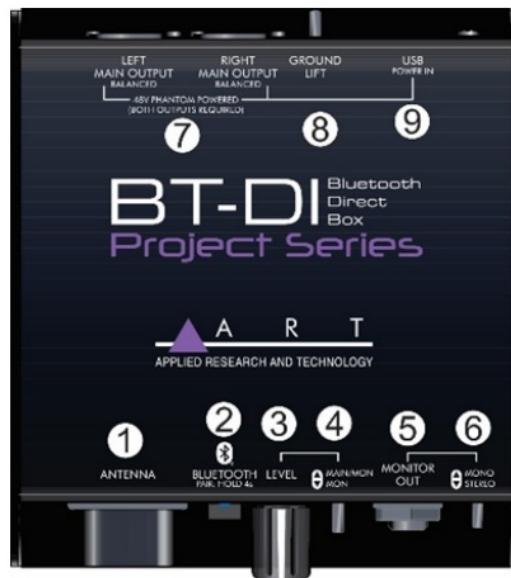 LEFT
MAIN OUTPUT
BALANCED
RIGHT
MAIN OUTPUT
BALANCED
GROUND
LIFT
USB
POWER IN
48V PHANTOM POWERED
(BOTH OUTPUTS REQUIRED)
7
8
9
BT-DI
Bluetooth
Direct
Box
Project Series
A R T
APPLIED RESEARCH AND TECHNOLOGY
1
2
3
4
5
6
ANTENNA
BLUETOOTH
PAIR: HOLD 4s
LEVEL
MAIN/MON
MON
MONITOR
OUT
MONO
STEREO